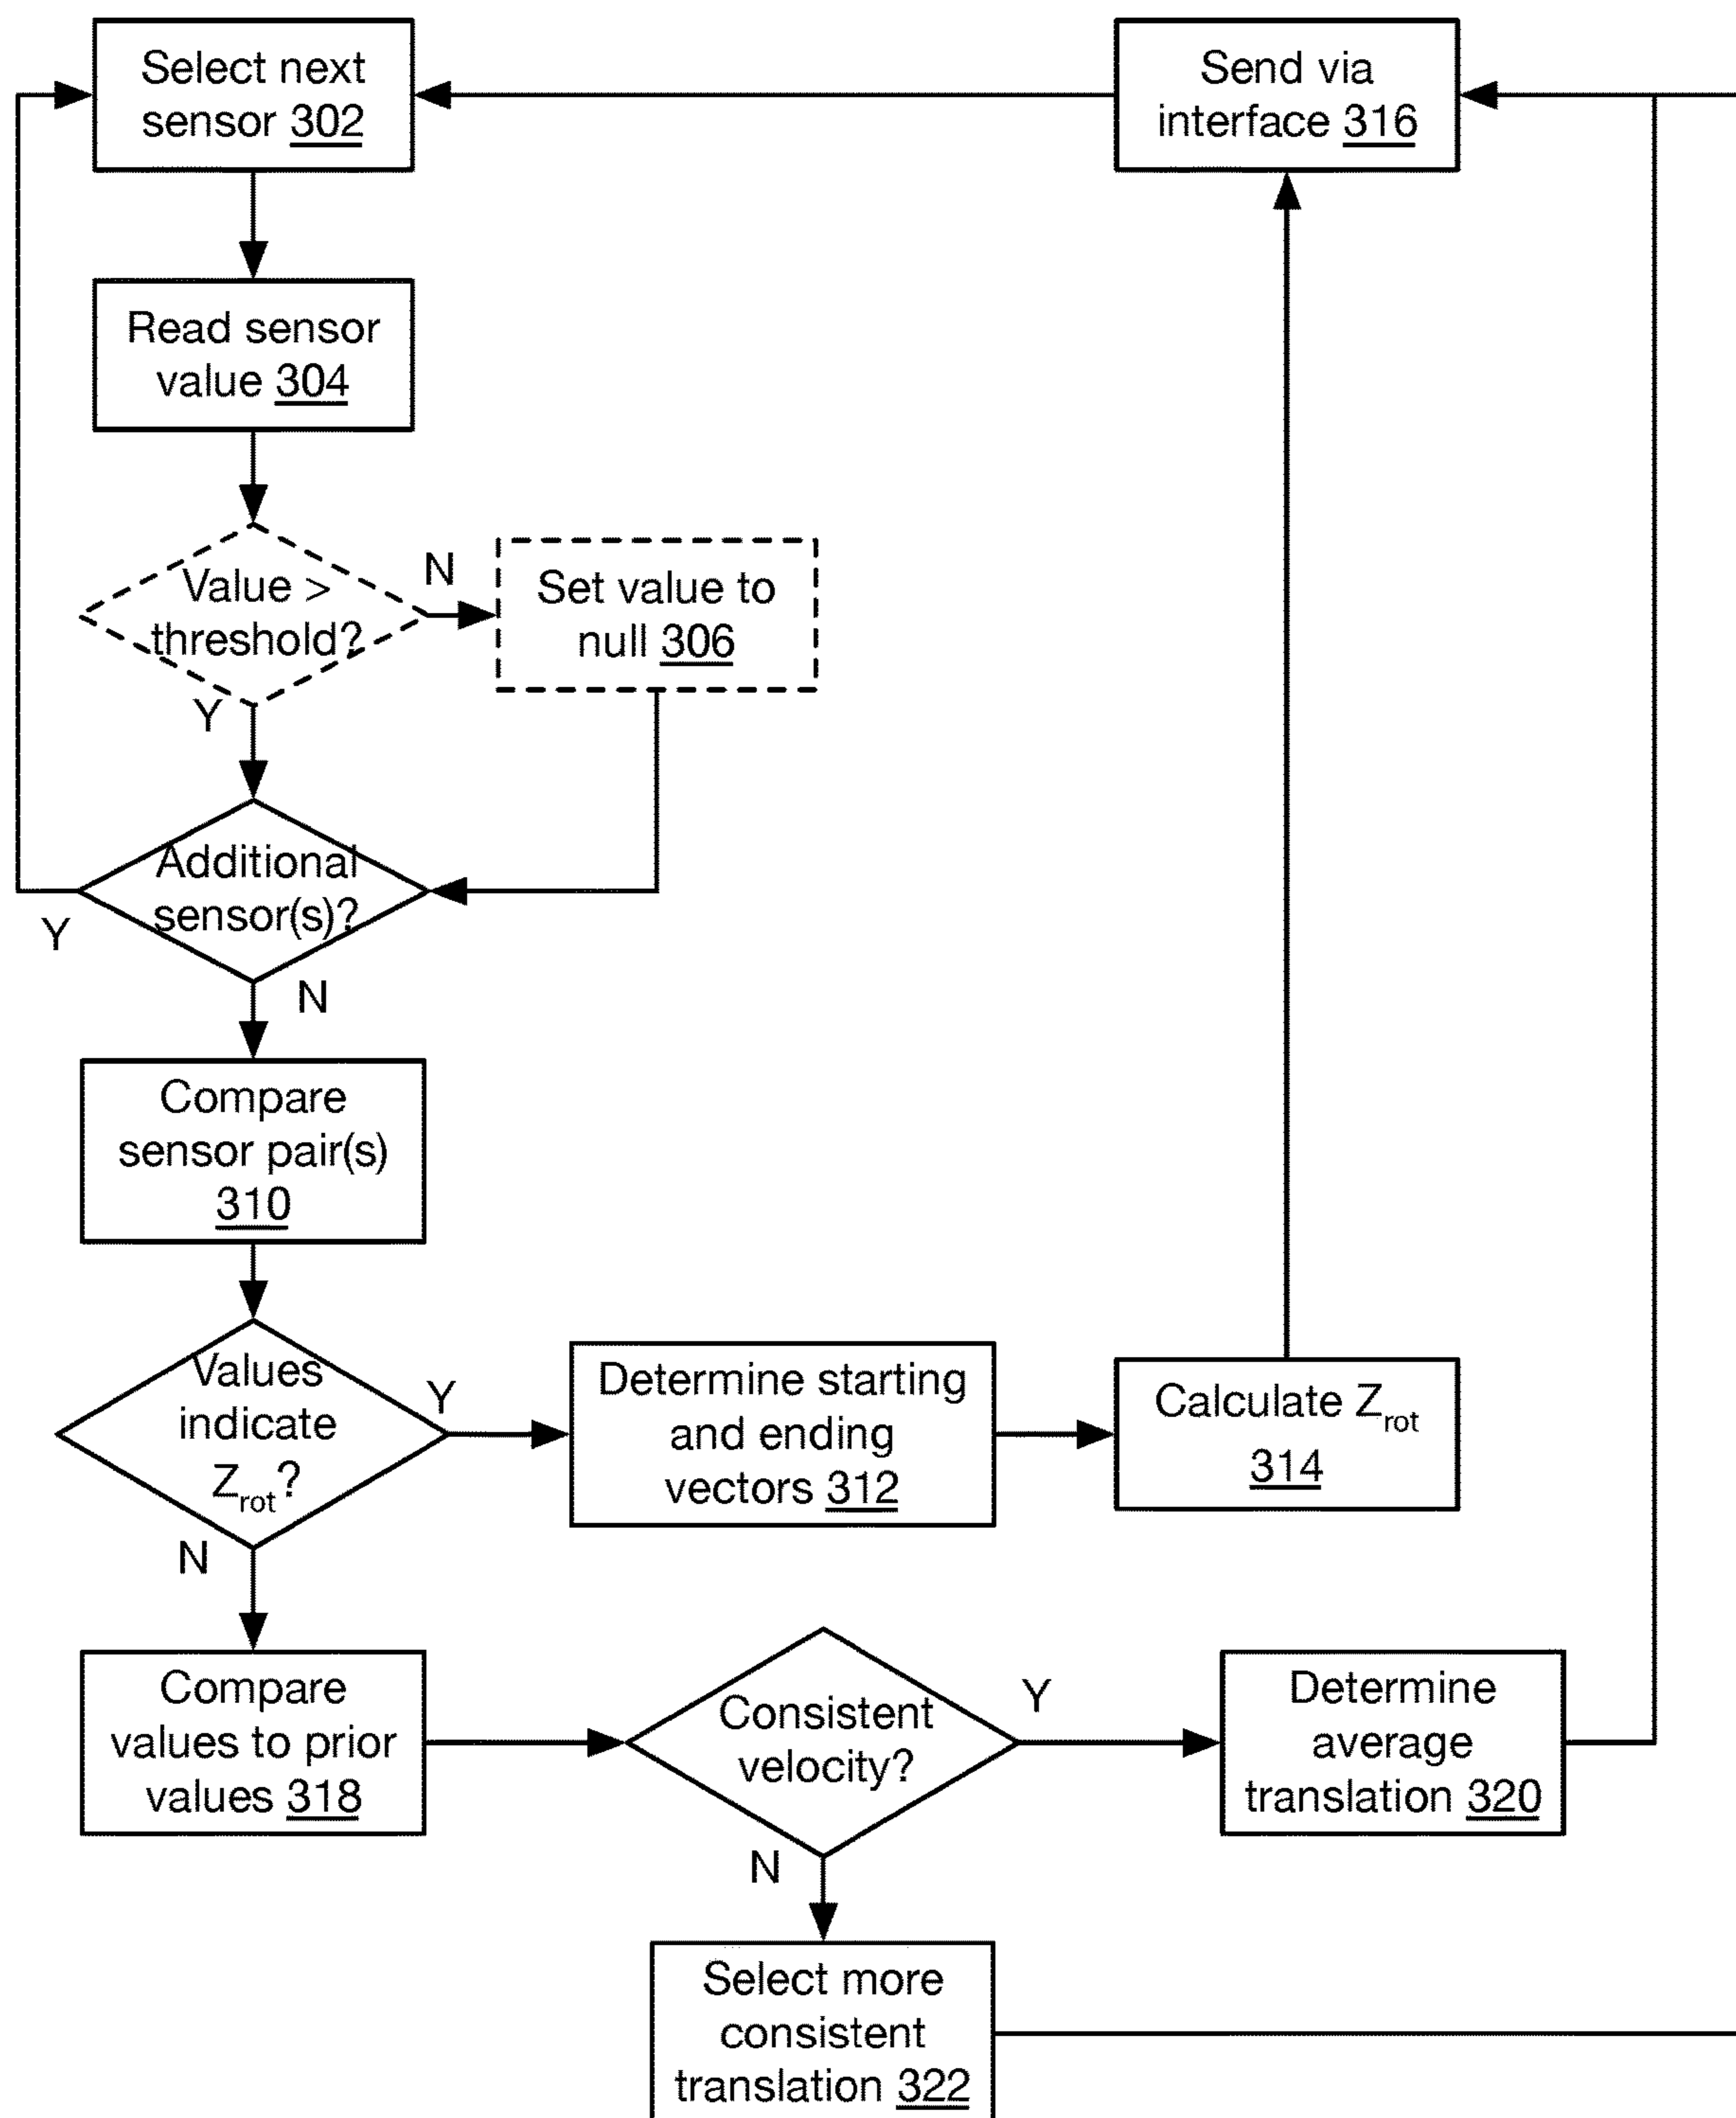 Select next
sensor 302
Send via
interface 316
Read sensor
value 304
Value >
threshold?
N
Set value to
null 306
Y
Additional
sensor(s)?
Y
N
Compare
sensor pair(s)
310
Values
indicate
Zrot?
Y
Determine starting
and ending
vectors 312
Calculate Zrot
314
N
Compare
values to prior
values 318
Consistent
velocity?
Y
Determine
average
translation 320
N
Select more
consistent
translation 322